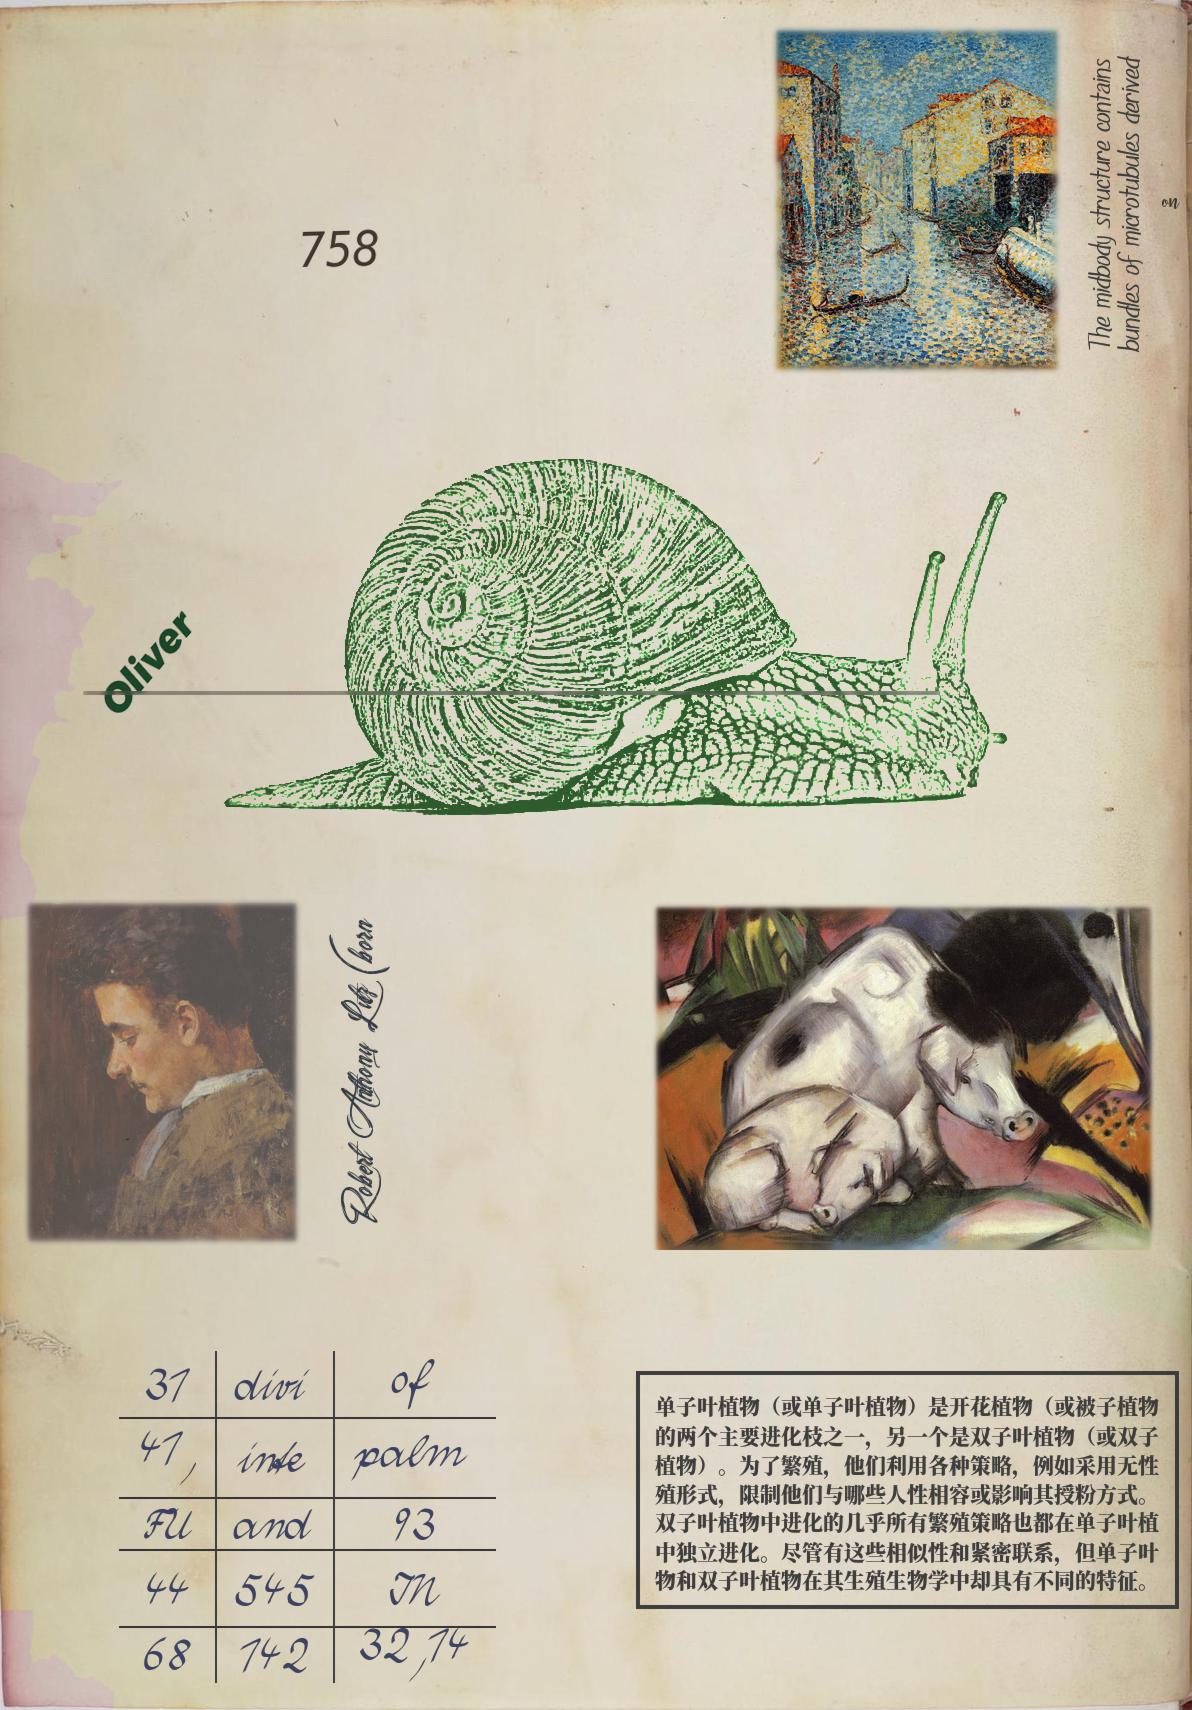 The midbody structure contains
bundles of microtubules derived
on
758
Oliver
Robert Anthony Lutz (born
31 divi of
41, inte palm
FU and 93
44 545 IN
68 142 32,14
单子叶植物（或单子叶植物）是开花植物（或被子植物
的两个主要进化枝之一，另一个是双子叶植物（或双子
植物）。为了繁殖，他们利用各种策略，例如采用无性
殖形式，限制他们与哪些人性相容或影响其授粉方式。
双子叶植物中进化的几乎所有繁殖策略也都在单子叶植
中独立进化。尽管有这些相似性和紧密联系，但单子叶
物和双子叶植物在其生殖生物学中却具有不同的特征。